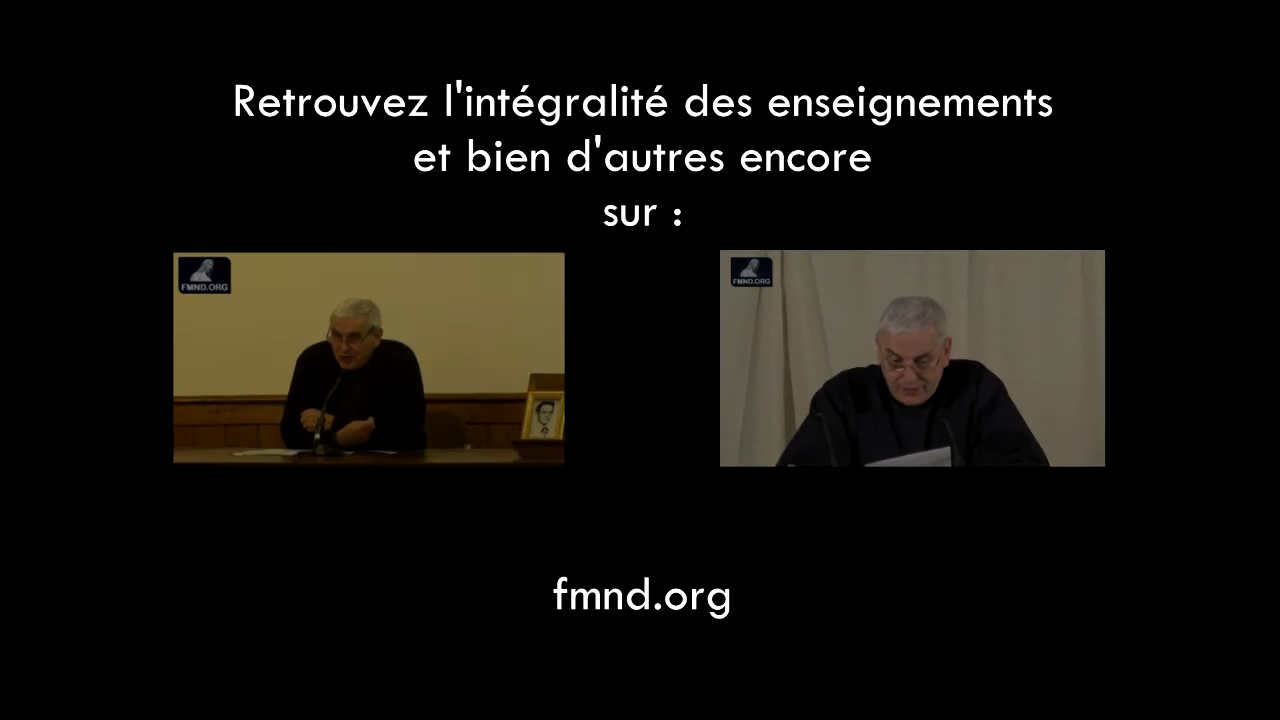 Retrouvez l'intégralité des enseignements
et bien d'autres encore
sur :
FMND.ORG
FMND.ORG
fmnd.org